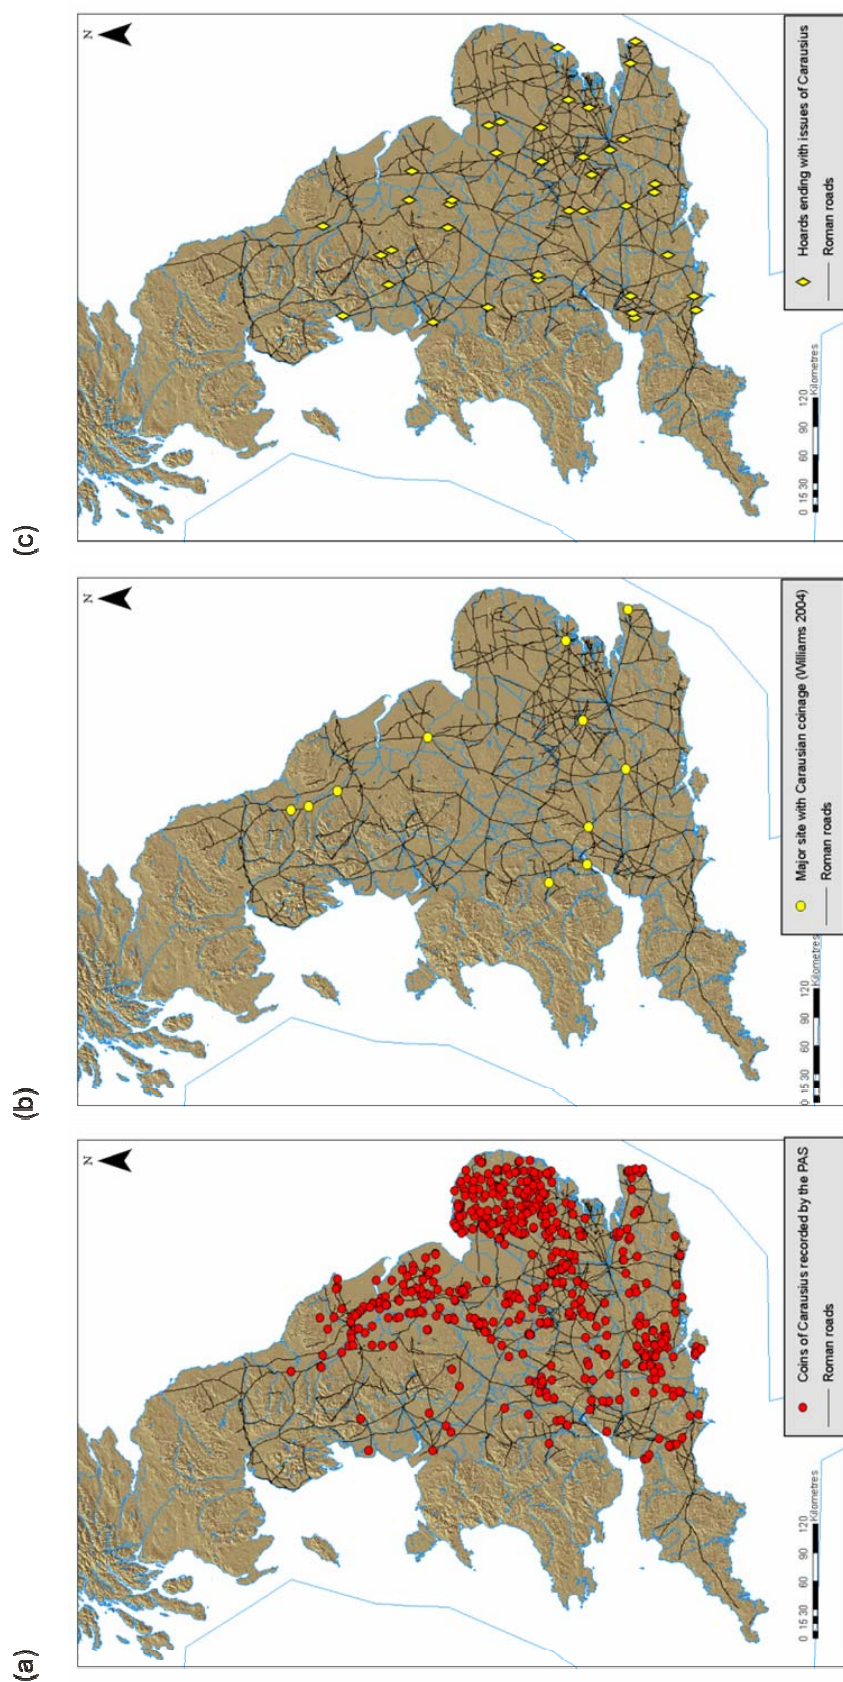 (a)
N
0 15 30 60 90 120
Kilometres
Coins of Carausius recorded by the PAS
Roman roads
(b)
N
0 15 30 60 90 120
Kilometres
Major site with Carausian coinage (Williams 2004)
Roman roads
(c)
N
0 15 30 60 90 120
Kilometres
Hoards ending with issues of Carausius
Roman roads